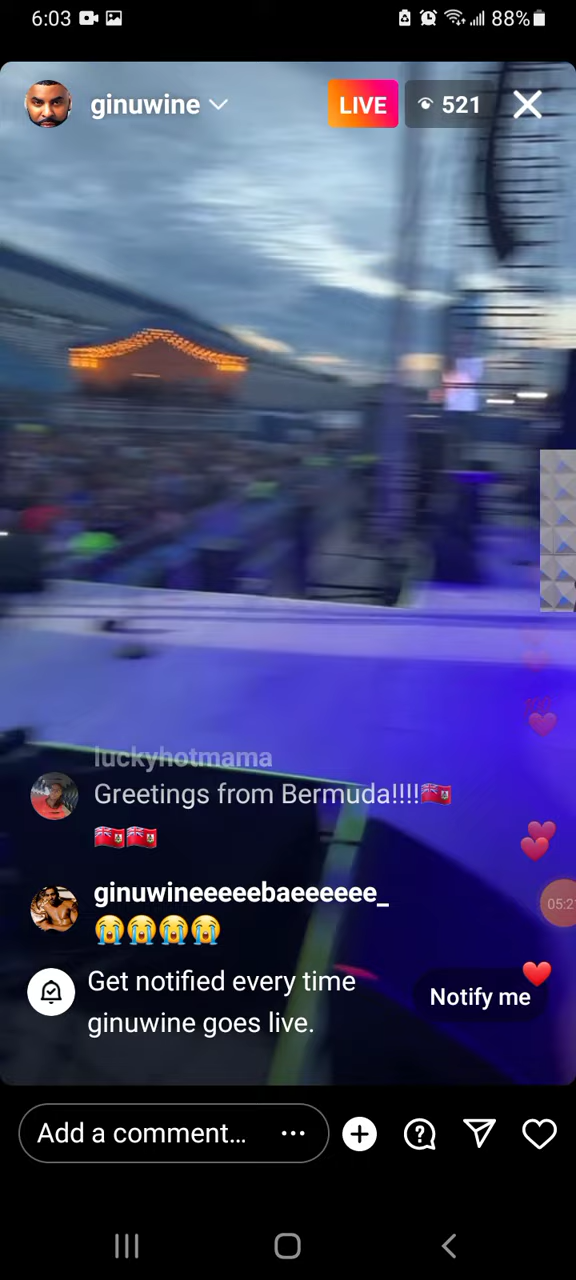 6:03
88%
ginuwine
LIVE
521
luckyhotmama
Greetings from Bermuda!!!!🇧🇲
🇧🇲🇧🇲
ginuwineeeeebaeeeeee_
😭😭😭😭
Get notified every time
ginuwine goes live.
Notify me
Add a comment...